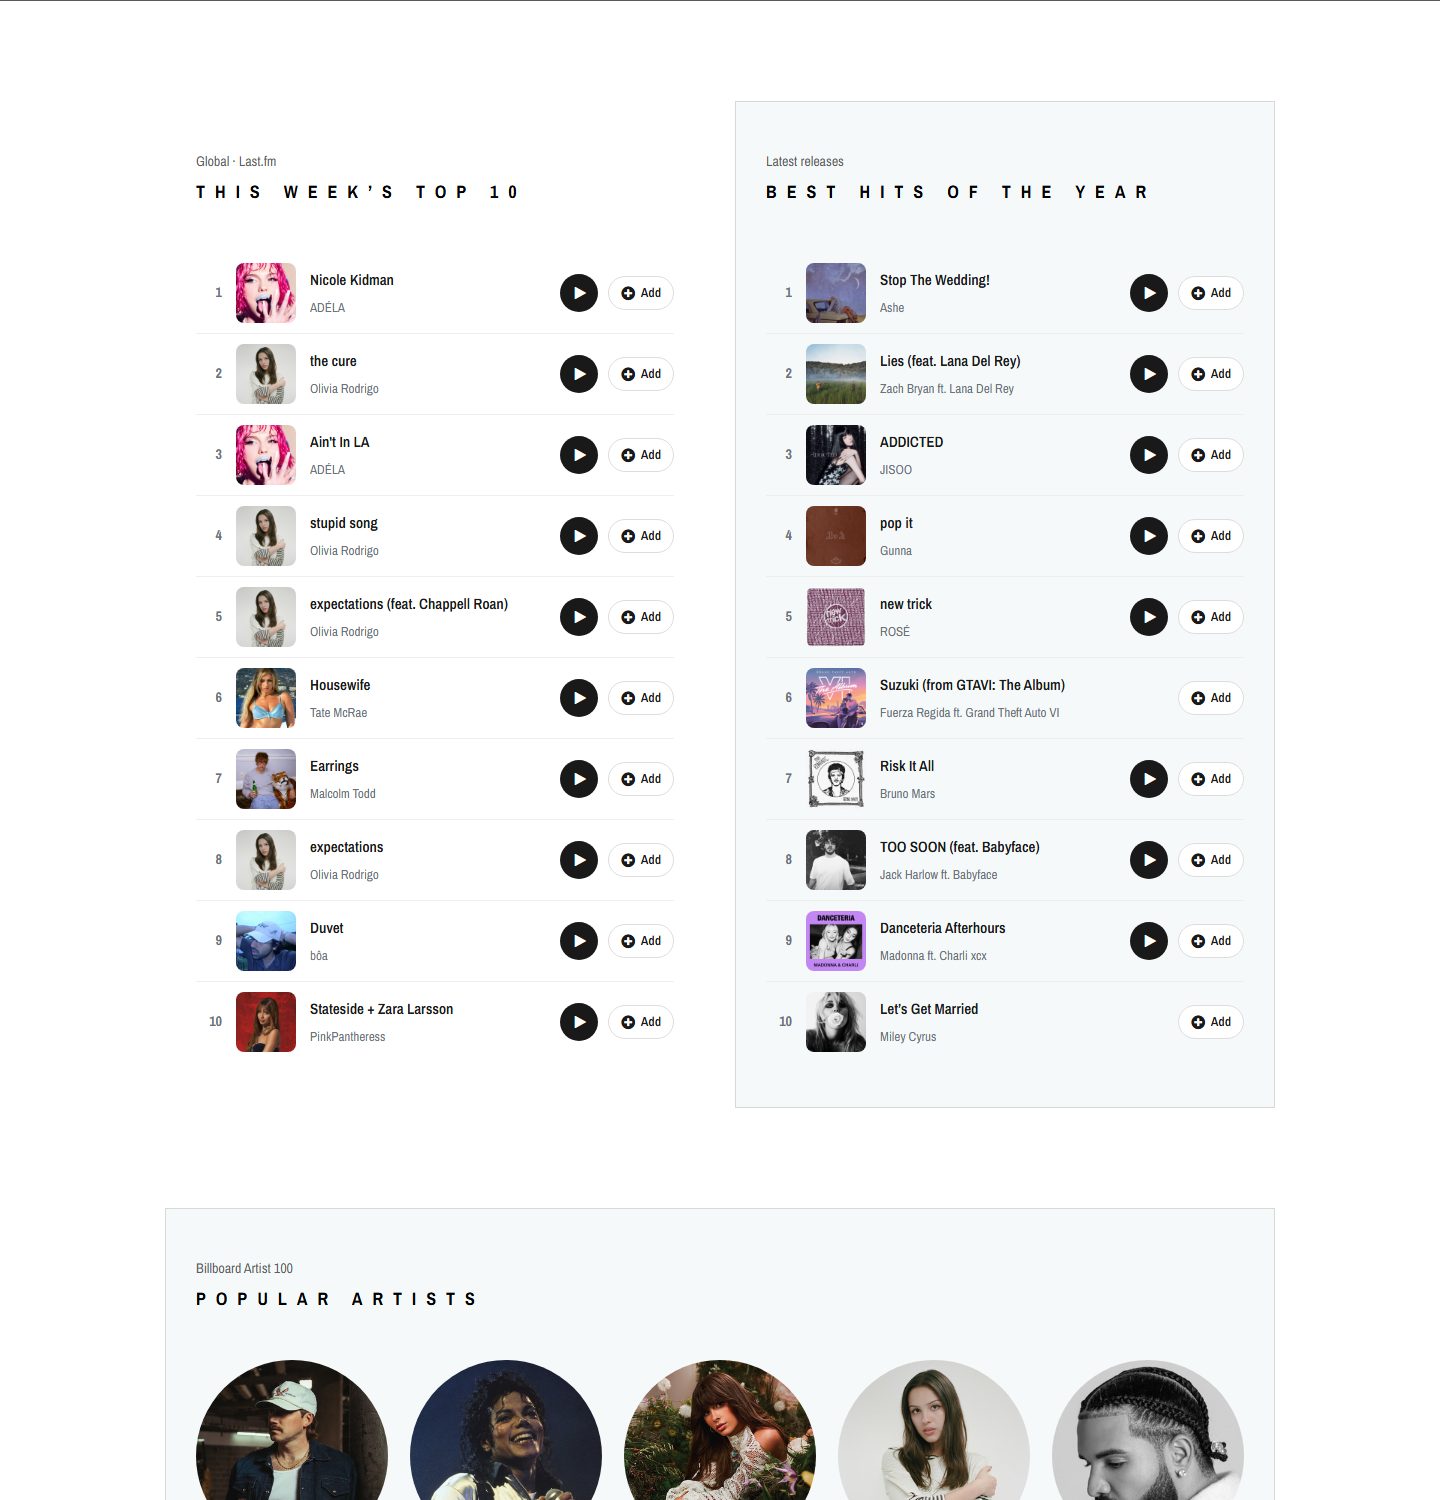 Global · Last.fm
THIS WEEK’S TOP 10
1
Nicole Kidman
ADÉLA
Add
2
the cure
Olivia Rodrigo
Add
3
Ain't In LA
ADÉLA
Add
4
stupid song
Olivia Rodrigo
Add
5
expectations (feat. Chappell Roan)
Olivia Rodrigo
Add
6
Housewife
Tate McRae
Add
7
Earrings
Malcolm Todd
Add
8
expectations
Olivia Rodrigo
Add
9
Duvet
bôa
Add
10
Stateside + Zara Larsson
PinkPantheress
Add
Latest releases
BEST HITS OF THE YEAR
1
Stop The Wedding!
Ashe
Add
2
Lies (feat. Lana Del Rey)
Zach Bryan ft. Lana Del Rey
Add
3
ADDICTED
JISOO
Add
4
pop it
Gunna
Add
5
new trick
ROSÉ
Add
6
VI
The Album
Suzuki (from GTAVI: The Album)
Fuerza Regida ft. Grand Theft Auto VI
Add
7
Risk It All
Bruno Mars
Add
8
TOO SOON (feat. Babyface)
Jack Harlow ft. Babyface
Add
9
DANCETERIA
MADONNA & CHARLI
Danceteria Afterhours
Madonna ft. Charli xcx
Add
10
Let’s Get Married
Miley Cyrus
Add
Billboard Artist 100
POPULAR ARTISTS